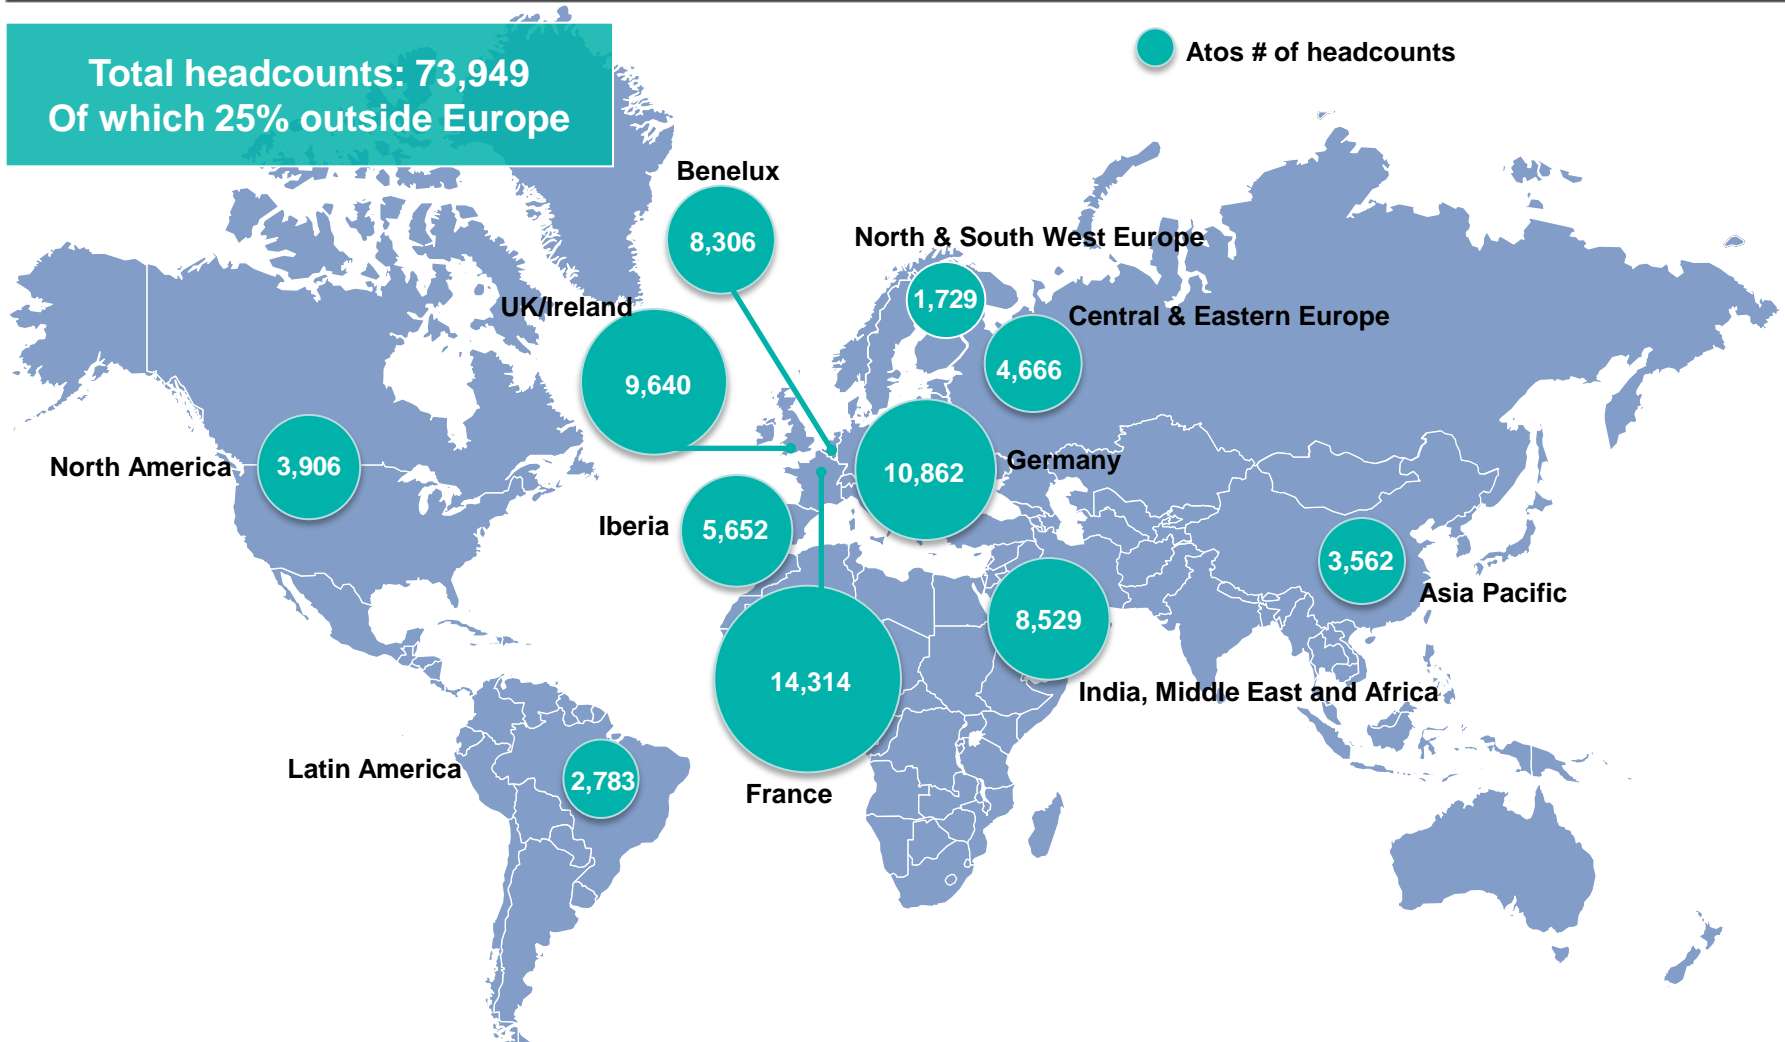 Total headcounts: 73,949
Of which 25% outside Europe
Atos # of headcounts
Benelux
8,306
North & South West Europe
1,729
UK/Ireland
9,640
Central & Eastern Europe
4,666
North America
3,906
Germany
10,862
Iberia
5,652
3,562
Asia Pacific
8,529
India, Middle East and Africa
14,314
France
Latin America
2,783